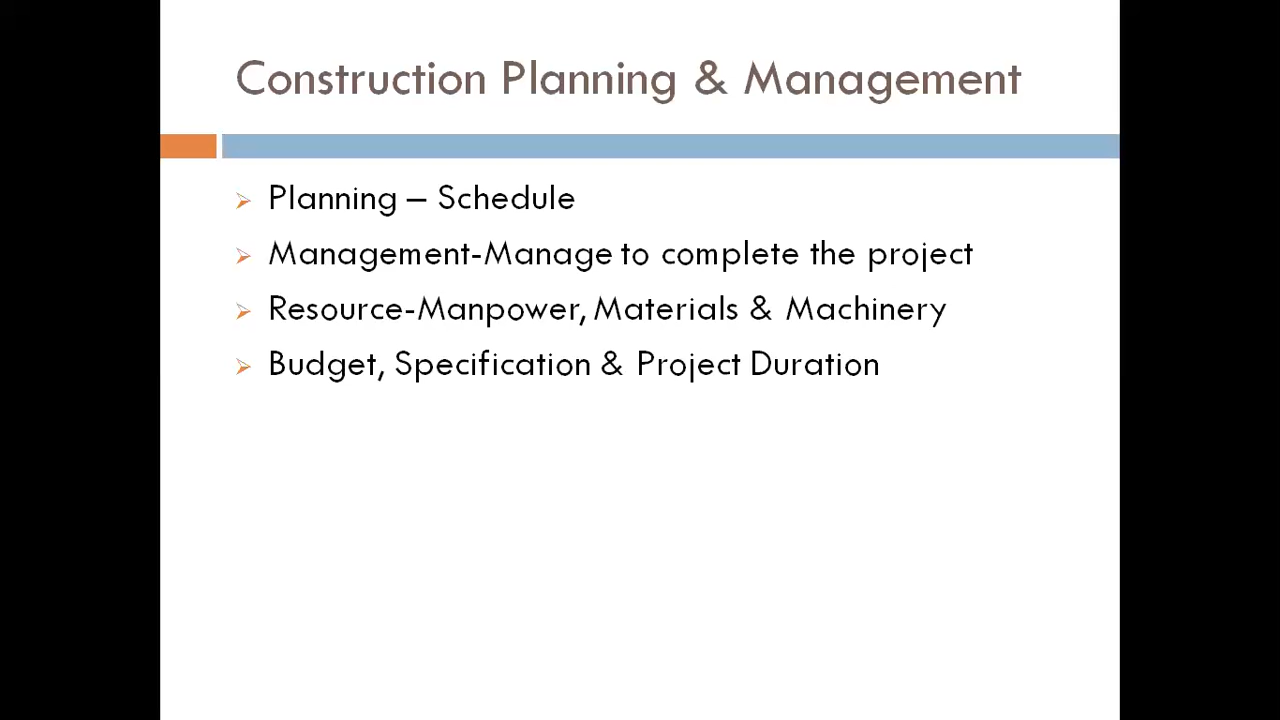 Construction Planning & Management
Planning – Schedule
Management-Manage to complete the project
Resource-Manpower, Materials & Machinery
Budget, Specification & Project Duration